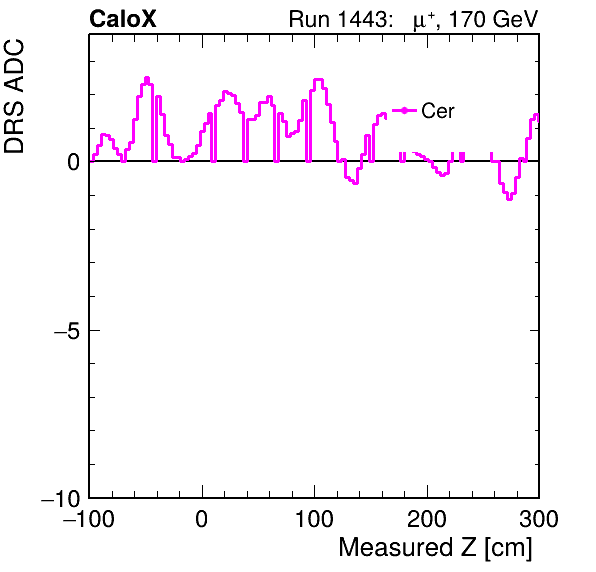 CaloX Run 1443: μ⁺, 170 GeV
DRS ADC
Cer
0
−5
−10
−100 0 100 200 300
Measured Z [cm]